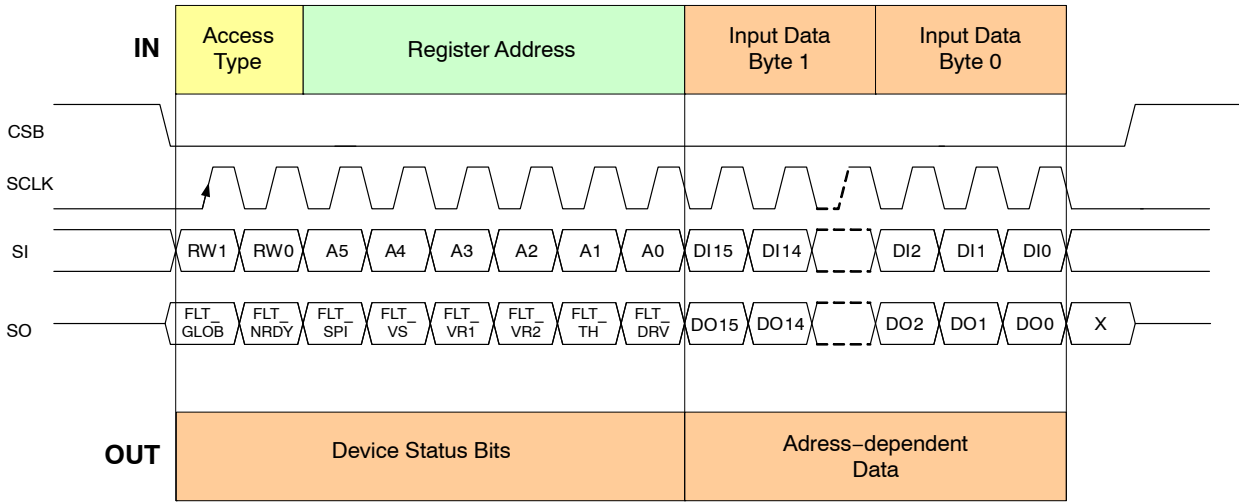 IN
Access
Type
Register Address
Input Data
Byte 1
Input Data
Byte 0
CSB
SCLK
SI
RW1 RW0 A5 A4 A3 A2 A1 A0 DI15 DI14 DI2 DI1 DI0
SO
FLT_ FLT_ FLT_ FLT_ FLT_ FLT_ FLT_ FLT_
GLOB NRDY SPI VS VR1 VR2 TH DRV
DO15 DO14 DO2 DO1 DO0 X
OUT
Device Status Bits
Adress−dependent
Data